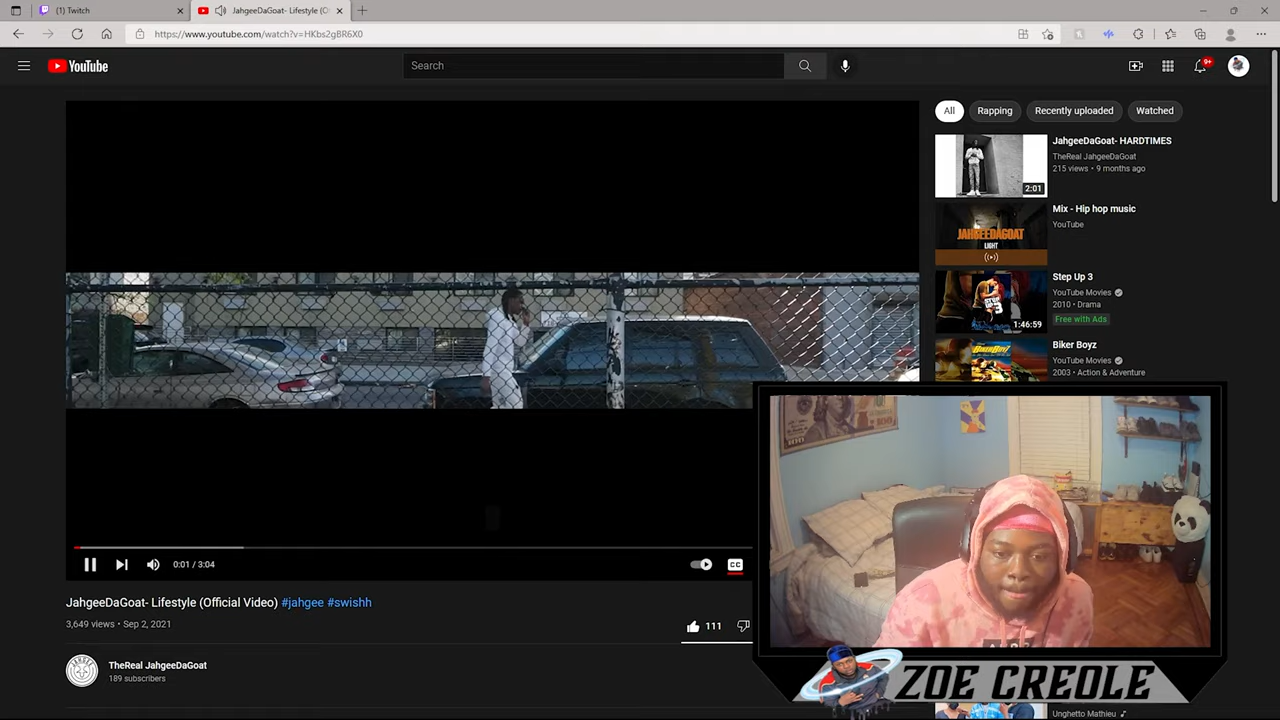 (1) Twitch
JahgeeDaGoat- Lifestyle (O
https://www.youtube.com/watch?v=HKbs2gBR6X0
YouTube
Search
9+
All
Rapping
Recently uploaded
Watched
JahgeeDaGoat- HARDTIMES
TheReal JahgeeDaGoat
215 views • 9 months ago
2:01
Mix - Hip hop music
YouTube
JAHGEEDAGOAT
LIGHT
Step Up 3
YouTube Movies
2010 • Drama
Free with Ads
1:46:59
Biker Boyz
YouTube Movies
2003 • Action & Adventure
BIKER BOYZ
0:01 / 3:04
CC
JahgeeDaGoat- Lifestyle (Official Video) #jahgee #swishh
3,649 views • Sep 2, 2021
111
TheReal JahgeeDaGoat
189 subscribers
ZOE CREOLE
Unghetto Mathieu